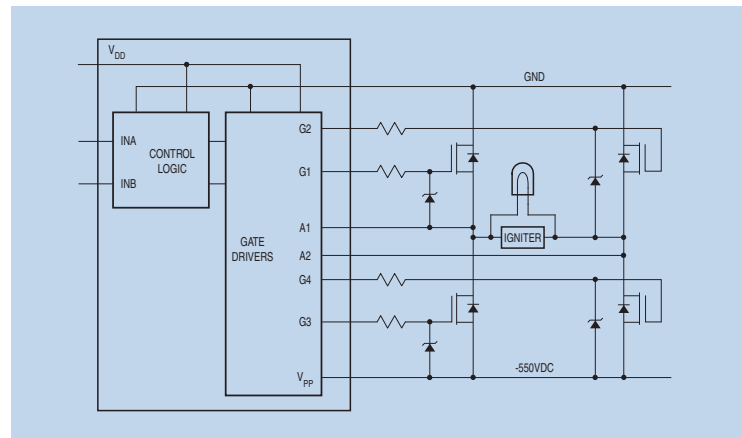 V_DD
GND
G2
INA
CONTROL
LOGIC
G1
INB
A1
IGNITER
GATE
DRIVERS
A2
G4
G3
-550VDC
V_PP